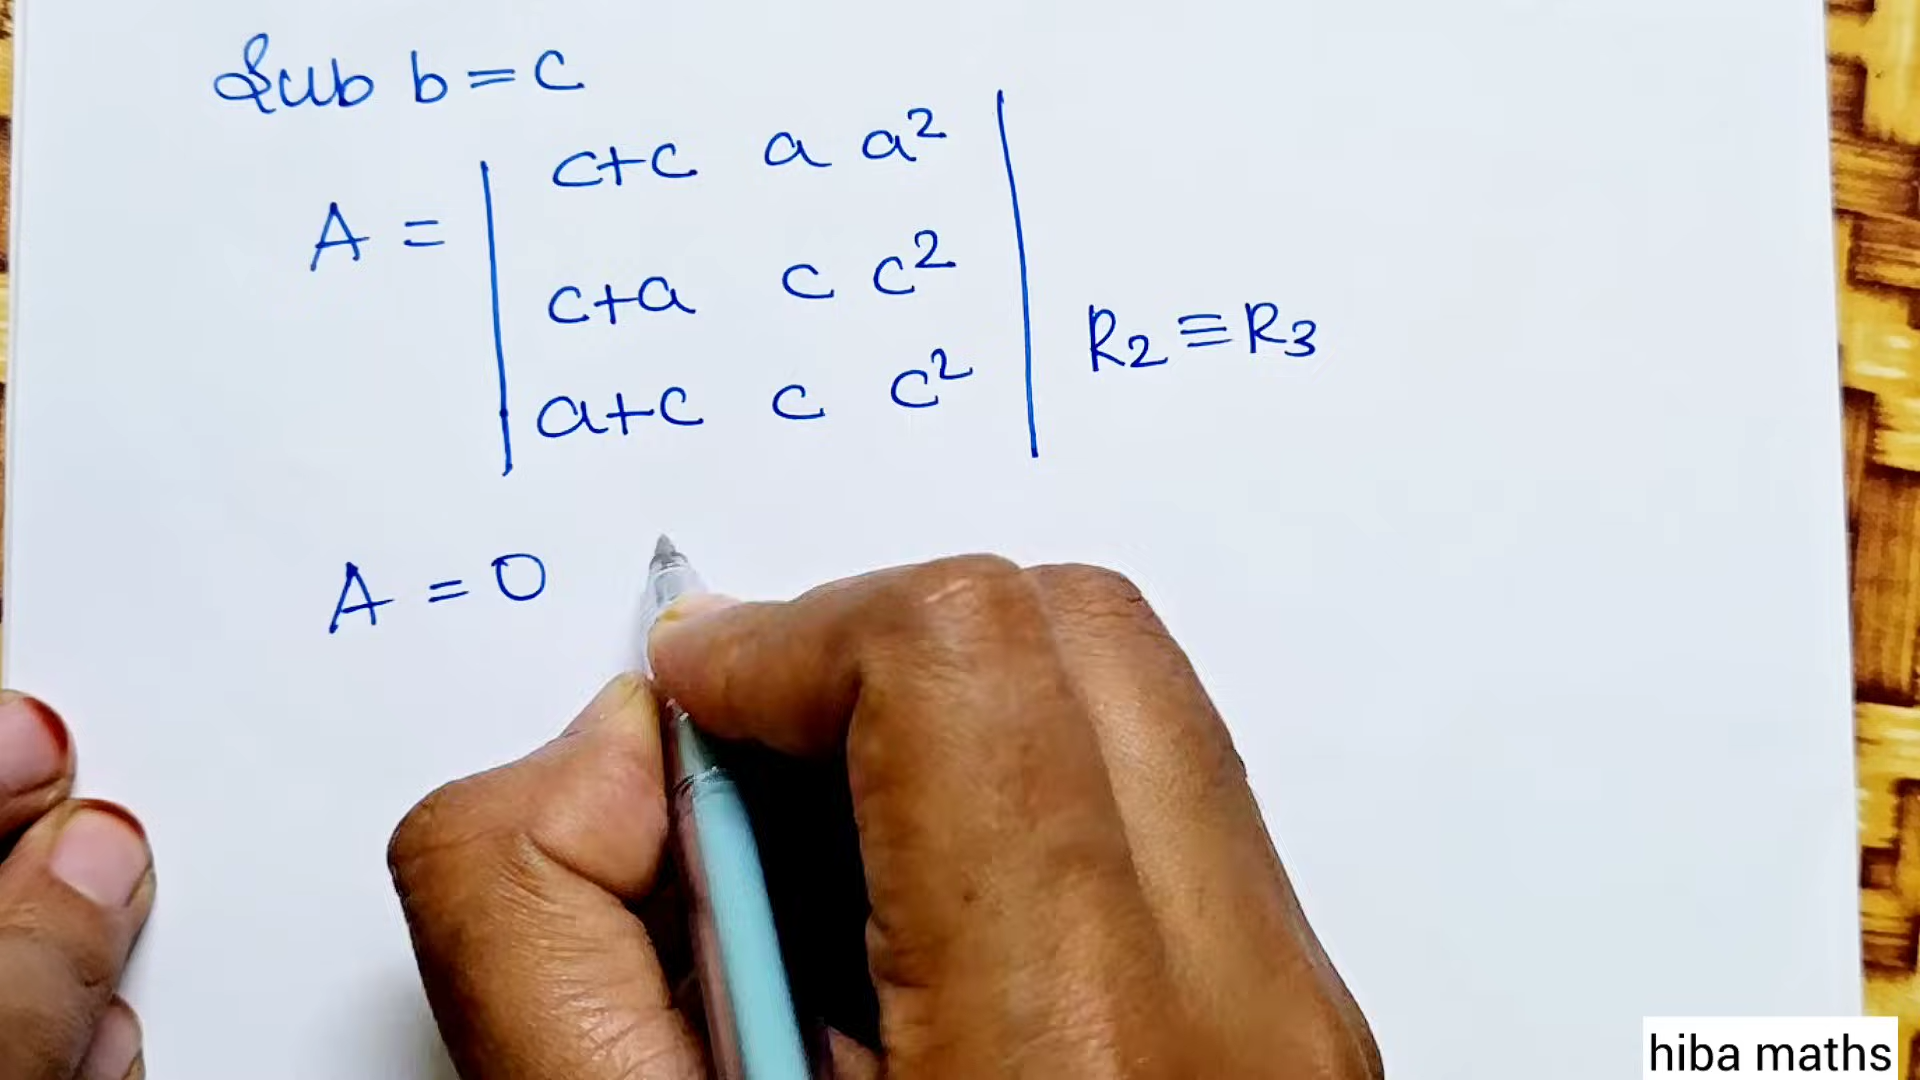 Sub b = c
A = | c+c a a² |
| c+a c c² |
| a+c c c² | R₂ ≡ R₃
A = 0
hiba maths